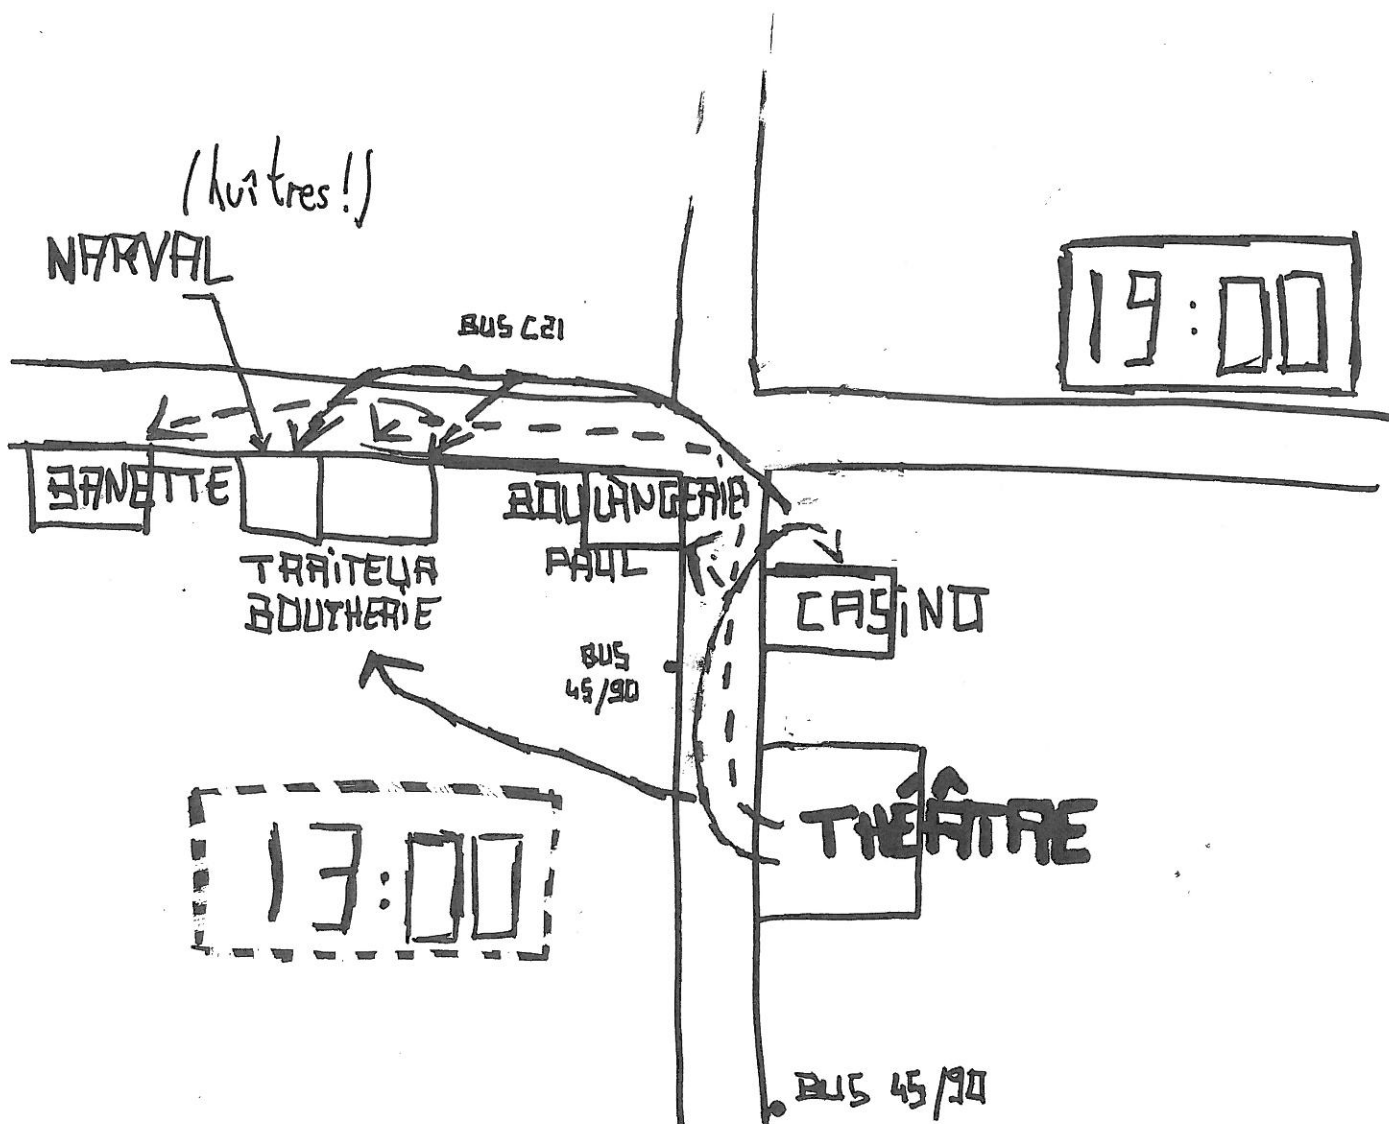 (huîtres!)
NARVAL
BUS C21
19:00
BANETTE
BOULANGERIE
PAUL
TRAiTEUR
BOUCHERiE
CASiNO
BUS
45/90
THÉÂTRE
13:00
BUS 45/90